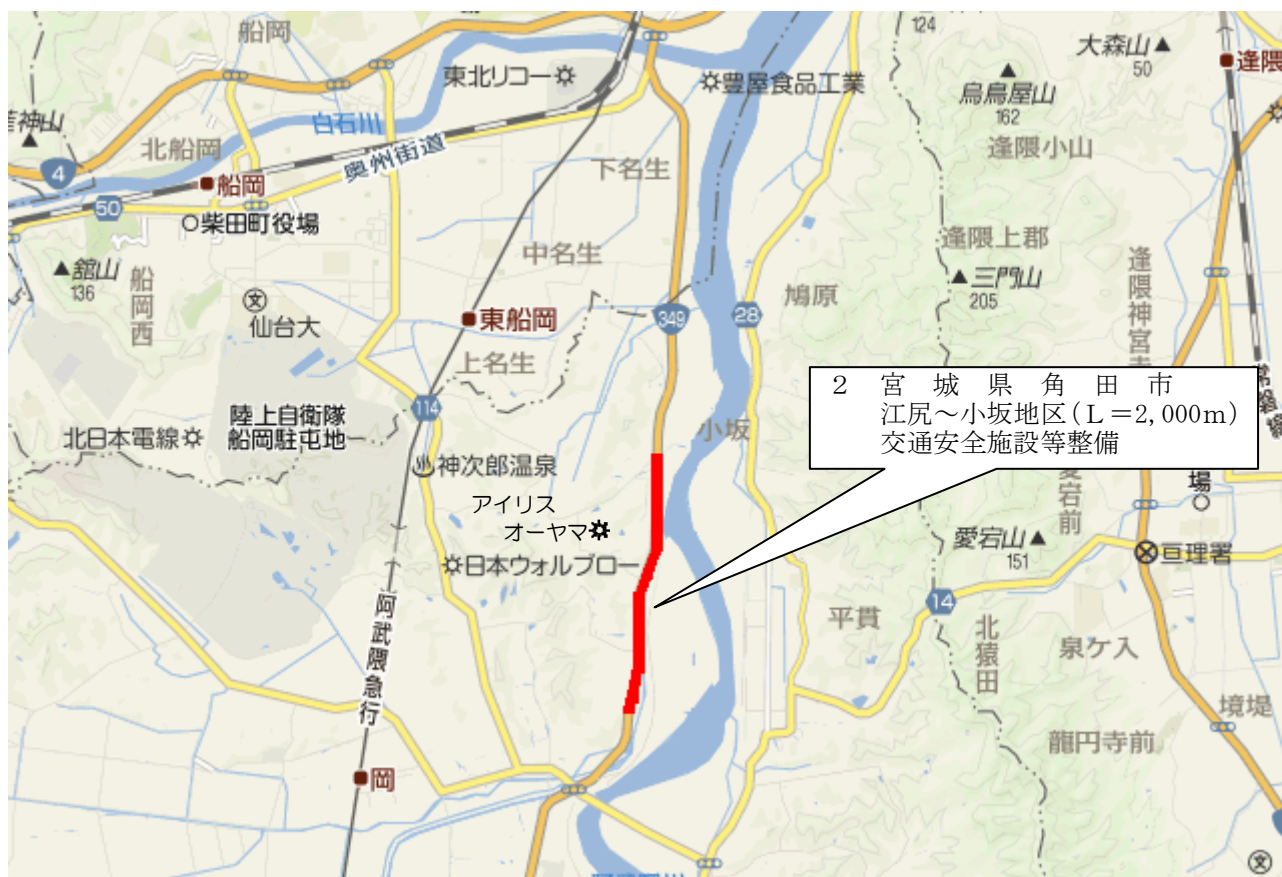 船岡
124
大森山▲
50
逢隈
東北リコー
豊屋食品工業
烏鳥屋山
162
白石川
北船岡
奥州街道
4
船岡
下名生
逢隈小山
50
柴田町役場
中名生
逢隈上郡
▲舘山
136
船岡西
文
仙台大
東船岡
349
28
鳩原
▲三門山
205
上名生
2 宮城県角田市
江尻～小坂地区(L=2,000m)
交通安全施設等整備
114
陸上自衛隊
船岡駐屯地
北日本電線
小坂
神次郎温泉
アイリス
オーヤマ
愛宕前
場
愛宕山▲
151
亘理署
日本ウォルブロー
阿武隈急行
平貫
14
北猿田
泉ケ入
境堤
龍円寺前
岡
文